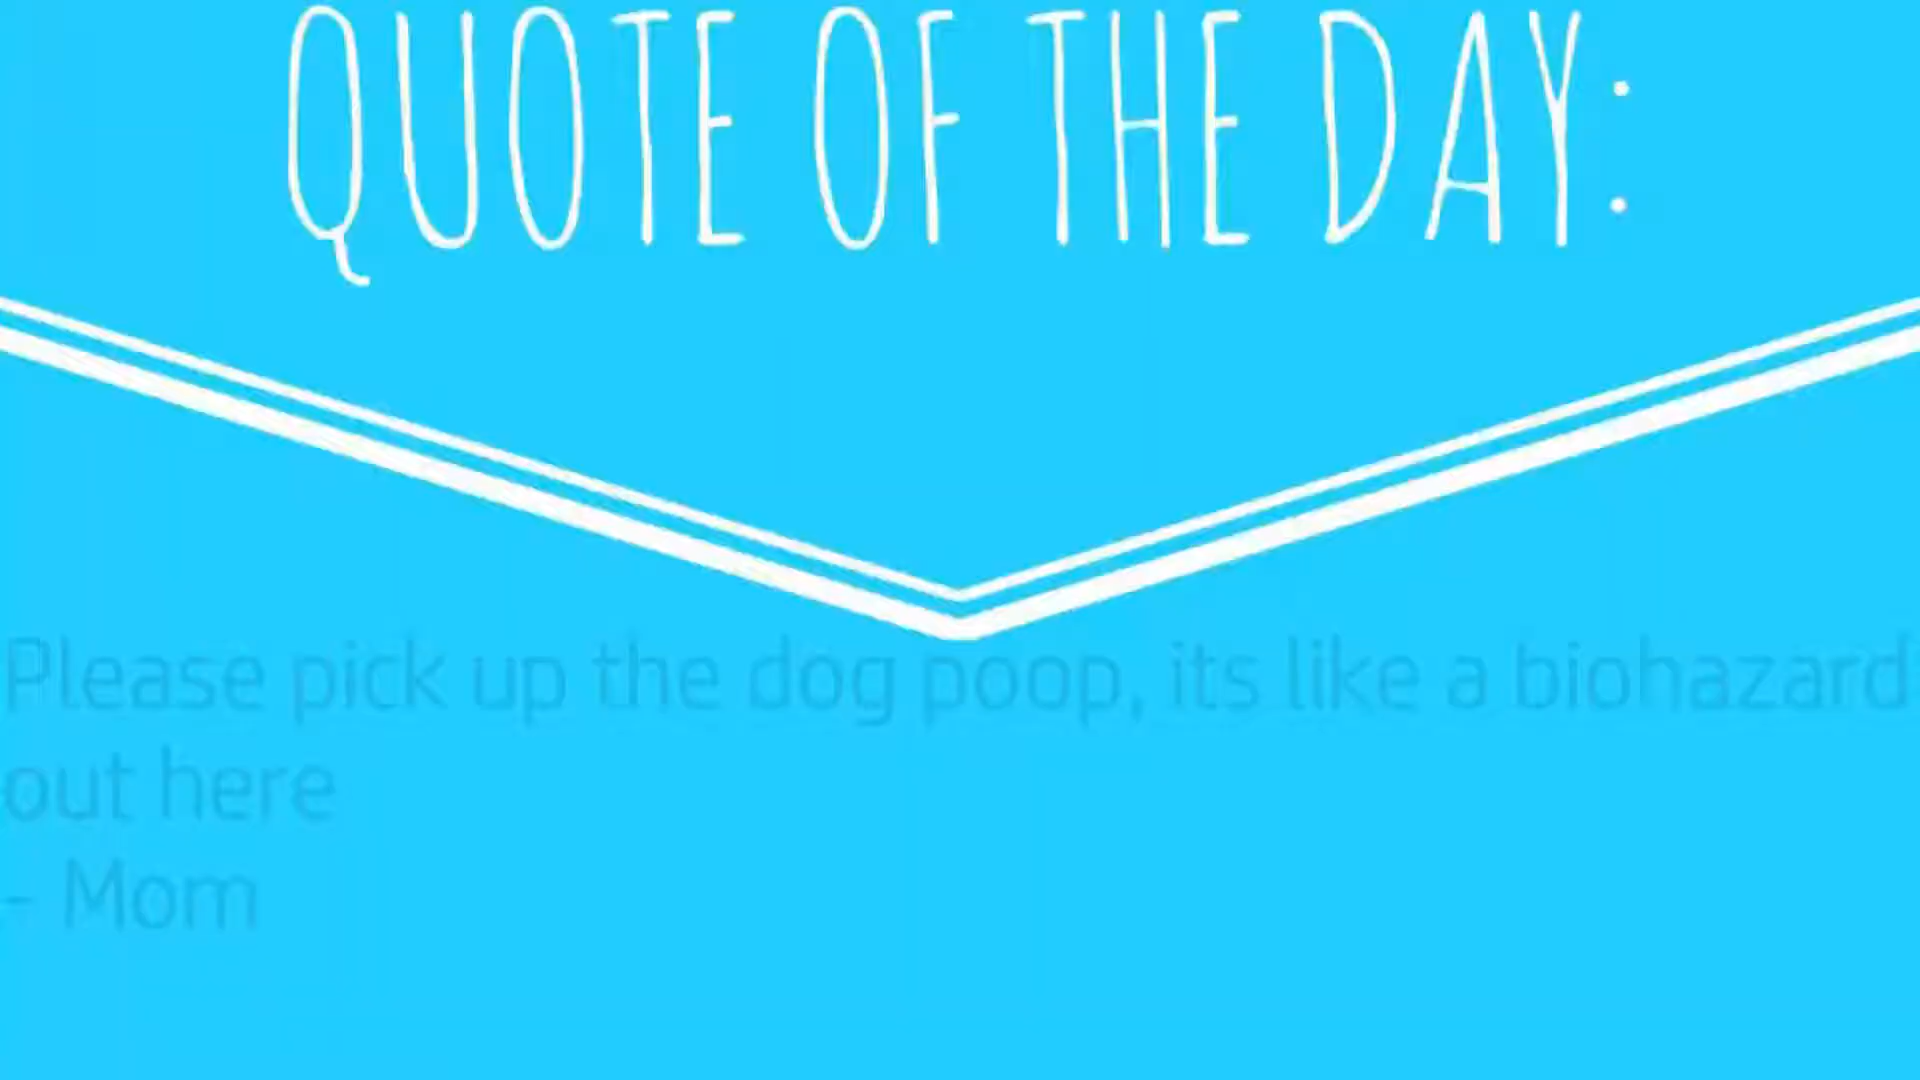 QUOTE OF THE DAY:
Please pick up the dog poop, its like a biohazard
out here
- Mom